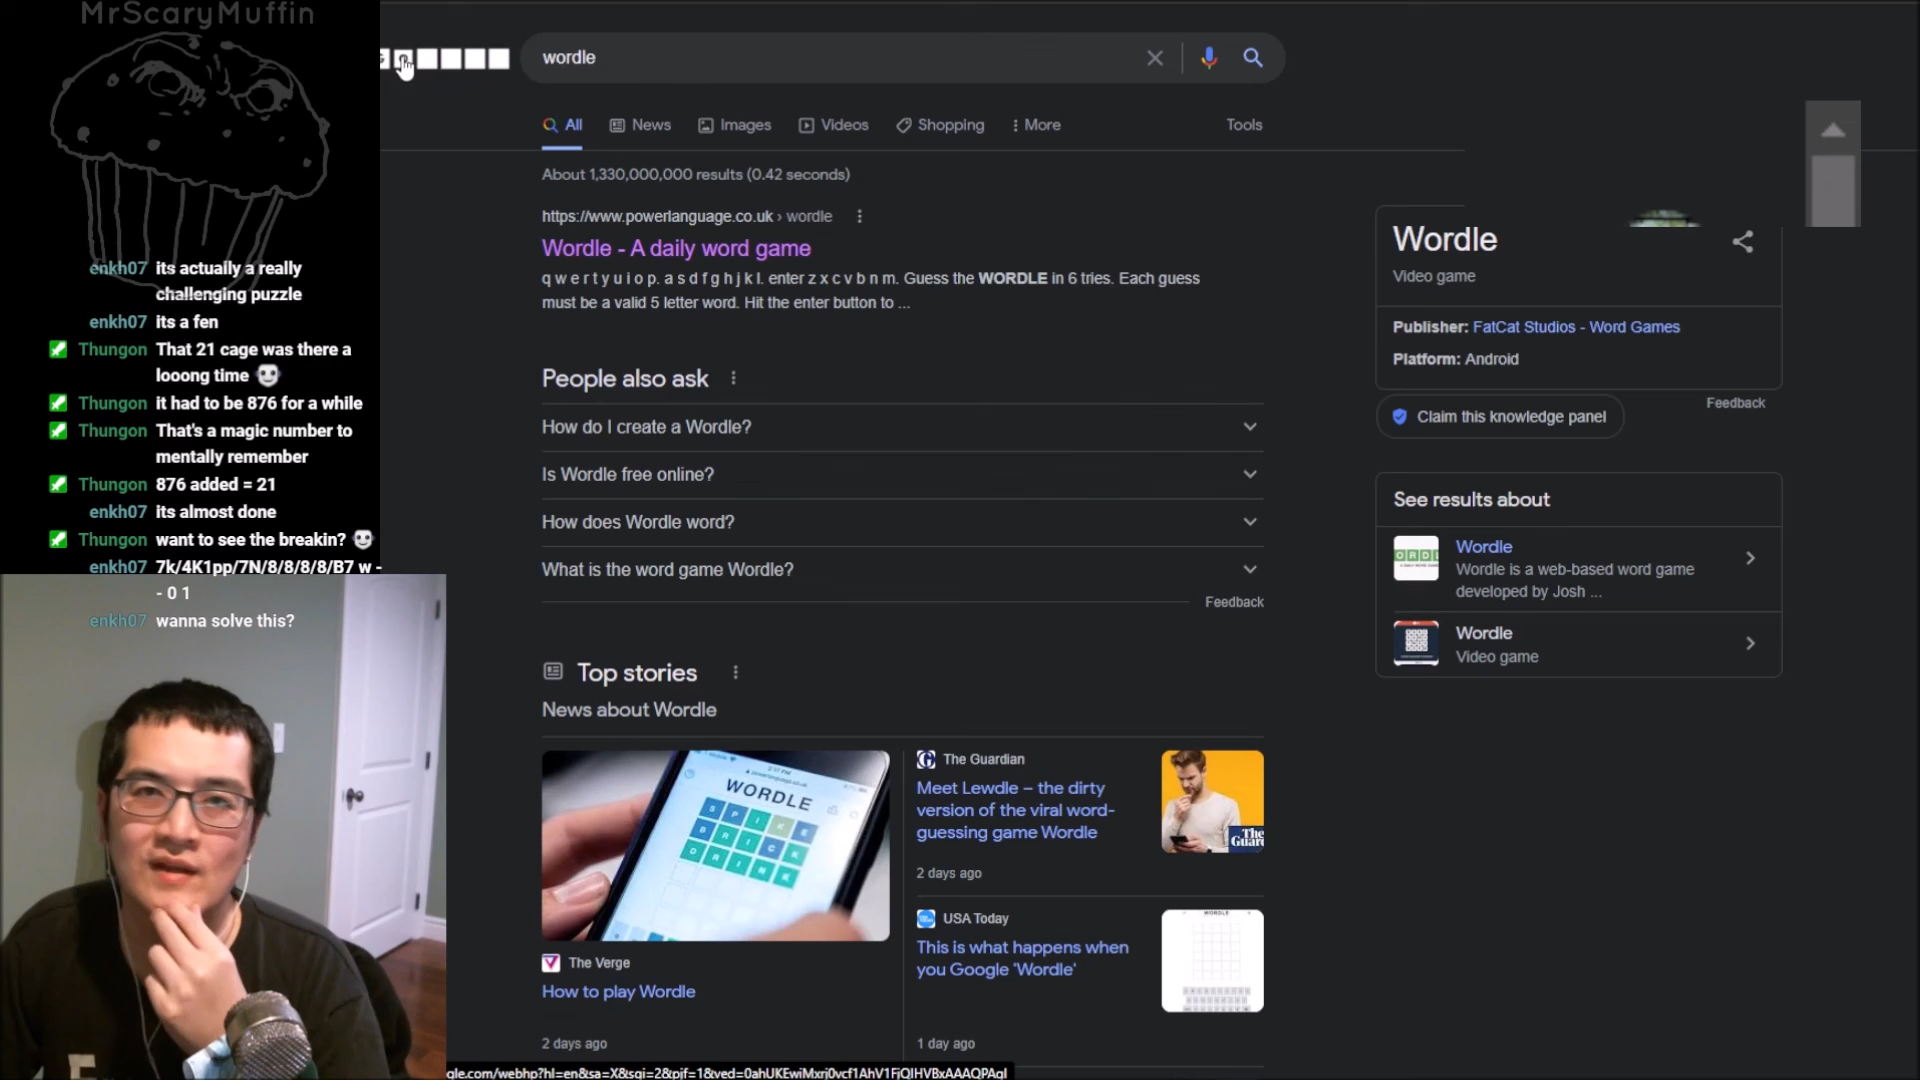 MrScaryMuffin
enkh07 its actually a really
challenging puzzle
enkh07 its a fen
Thungon That 21 cage was there a
looong time
Thungon it had to be 876 for a while
Thungon That's a magic number to
mentally remember
Thungon 876 added = 21
enkh07 its almost done
Thungon want to see the breakin?
enkh07 7k/4K1pp/7N/8/8/8/8/B7 w -
- 0 1
enkh07 wanna solve this?
wordle
All News Images Videos Shopping More Tools
About 1,330,000,000 results (0.42 seconds)
https://www.powerlanguage.co.uk › wordle
Wordle - A daily word game
q w e r t y u i o p. a s d f g h j k l. enter z x c v b n m. Guess the WORDLE in 6 tries. Each guess
must be a valid 5 letter word. Hit the enter button to ...
People also ask
How do I create a Wordle?
Is Wordle free online?
How does Wordle word?
What is the word game Wordle?
Feedback
Top stories
News about Wordle
WORDLE
SPIKE
BRICK
DRINK
The Verge
How to play Wordle
2 days ago
The Guardian
Meet Lewdle – the dirty
version of the viral word-
guessing game Wordle
2 days ago
The
Guar
USA Today
This is what happens when
you Google 'Wordle'
1 day ago
WORDLE
Wordle
Video game
Publisher: FatCat Studios - Word Games
Platform: Android
Feedback
Claim this knowledge panel
See results about
Wordle
Wordle is a web-based word game
developed by Josh ...
Wordle
Video game